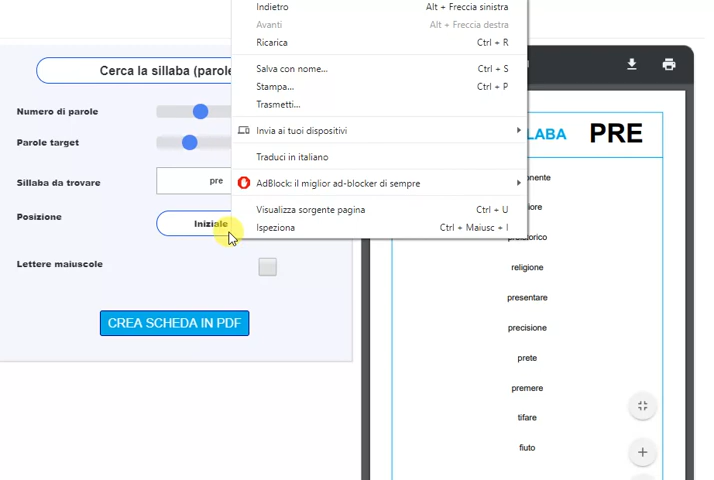 Indietro Alt + Freccia sinistra
Avanti Alt + Freccia destra
Ricarica Ctrl + R
Salva con nome... Ctrl + S
Stampa... Ctrl + P
Trasmetti...
Invia ai tuoi dispositivi
Traduci in italiano
AdBlock: il miglior ad-blocker di sempre
Visualizza sorgente pagina Ctrl + U
Ispeziona Ctrl + Maiusc + I
Cerca la sillaba (parole
Numero di parole
Parole target
Sillaba da trovare pre
Posizione Iniziale
Lettere maiuscole
CREA SCHEDA IN PDF
LABA PRE
onente
iore
religione
presentare
precisione
prete
premere
tifare
fiuto